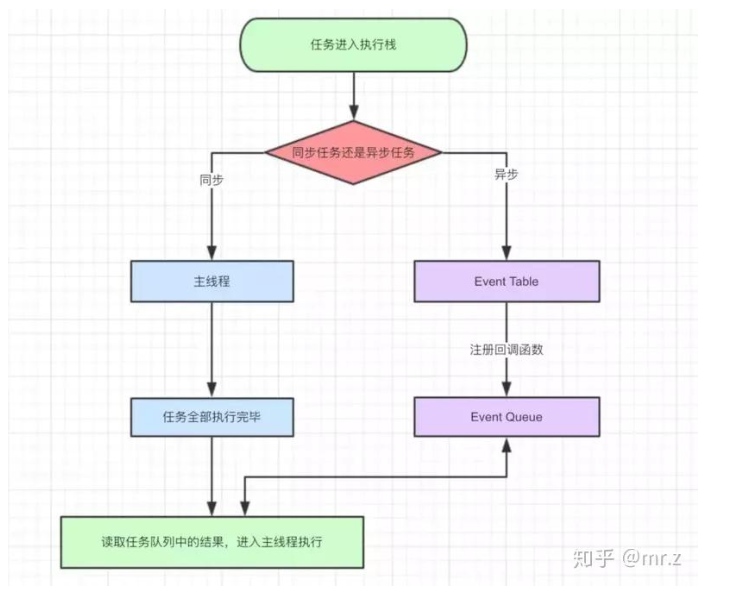 任务进入执行栈
同步任务还是异步任务
同步
异步
主线程
Event Table
注册回调函数
任务全部执行完毕
Event Queue
读取任务队列中的结果，进入主线程执行
知乎 @mr.z